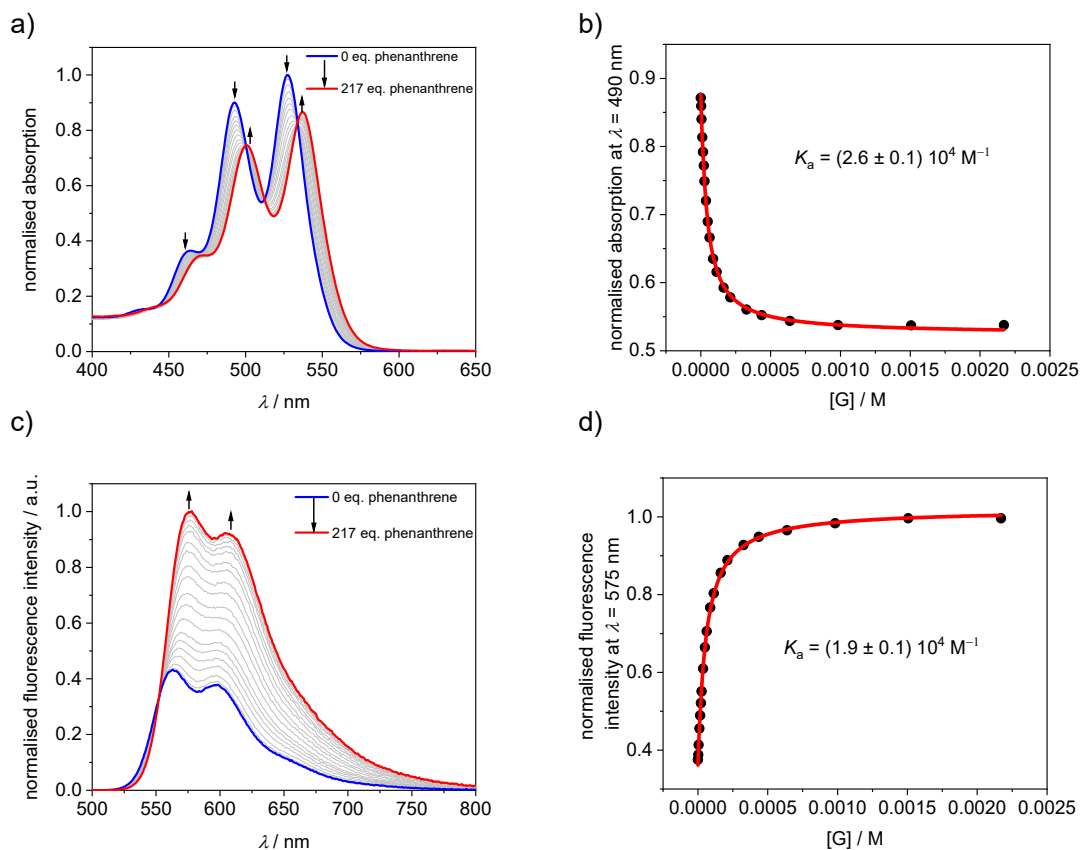 a)
0 eq. phenanthrene
217 eq. phenanthrene
1.0
0.8
0.6
0.4
0.2
0.0
normalised absorption
400 450 500 550 600 650
λ / nm
b)
0.9
0.8
0.7
0.6
0.5
normalised absorption at λ = 490 nm
Kₐ = (2.6 ± 0.1) 10⁴ M⁻¹
0.0000 0.0005 0.0010 0.0015 0.0020 0.0025
[G] / M
c)
0 eq. phenanthrene
217 eq. phenanthrene
1.0
0.8
0.6
0.4
0.2
0.0
normalised fluorescence intensity / a.u.
500 550 600 650 700 750 800
λ / nm
d)
1.0
0.8
0.6
0.4
normalised fluorescence
intensity at λ = 575 nm
Kₐ = (1.9 ± 0.1) 10⁴ M⁻¹
0.0000 0.0005 0.0010 0.0015 0.0020 0.0025
[G] / M